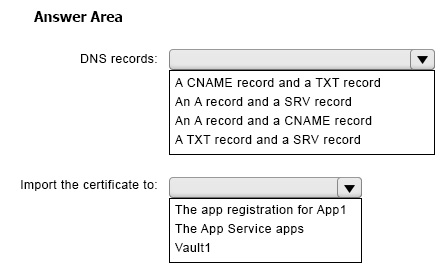 Answer Area
DNS records:
A CNAME record and a TXT record
An A record and a SRV record
An A record and a CNAME record
A TXT record and a SRV record
Import the certificate to:
The app registration for App1
The App Service apps
Vault1